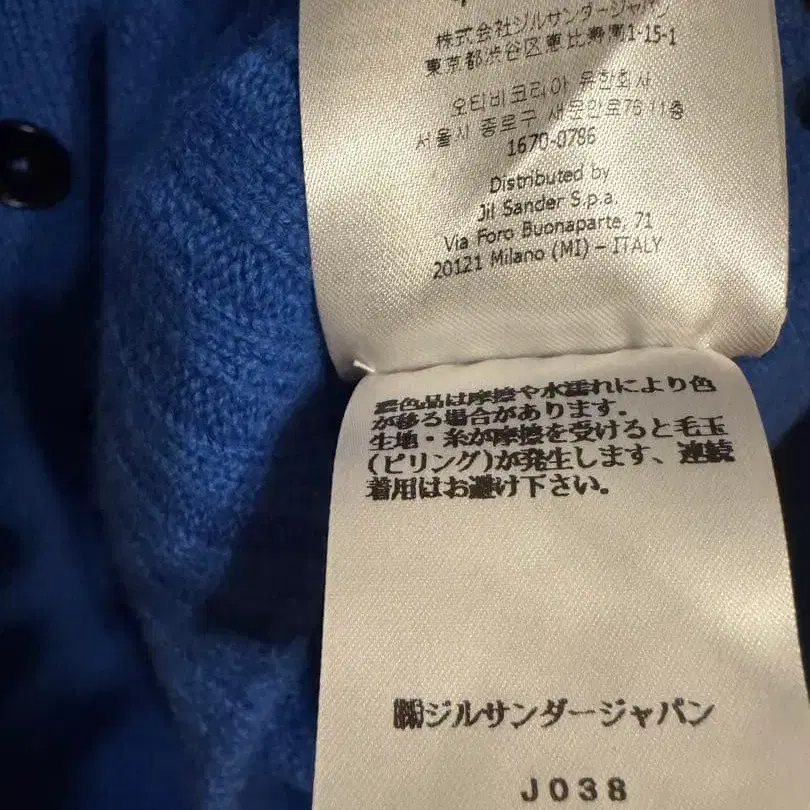 株式会社ジルサンダージャパン
東京都渋谷区恵比寿南1-15-1
오티비코리아 유한회사
서울시 종로구 새문안로76 11층
1670-0786
Distributed by
Jil Sander S.p.a.
Via Foro Buonaparte, 71
20121 Milano (MI) – ITALY
濃色品は摩擦や水濡れにより色
が移る場合があります.
生地・糸が摩擦を受けると毛玉
(ピリング)が発生します、連続
着用はお避け下さい。
㈱ジルサンダージャパン
J038